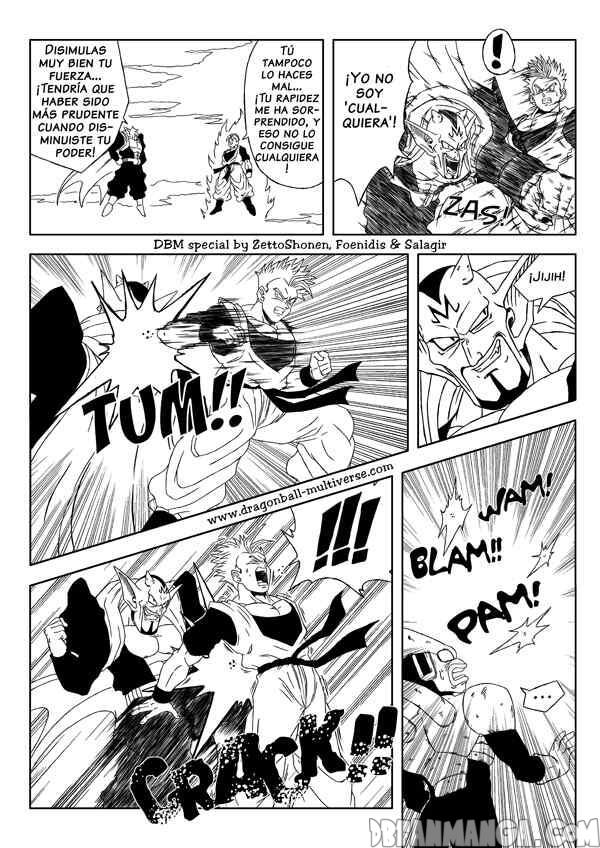 DISIMULAS
MUY BIEN TU
FUERZA...
¡TENDRÍA QUE
HABER SIDO
MÁS PRUDENTE
CUANDO DIS-
MINUISTE TU
PODER!
TÚ
TAMPOCO
LO HACES
MAL...
¡TU RAPIDEZ
ME HA SOR-
PRENDIDO, Y
ESO NO LO
CONSIGUE
CUALQUIERA!
!
¡YO NO
SOY
'CUAL-
QUIERA'!
ZAS!
DBM special by ZettoShonen, Foenidis & Salagir
TUM!!
¡JIJIH!
www.dragonball-multiverse.com
!!!
CRACK!!
WAM!
BLAM!!
PAM!
...
DBFANMANGA.COM